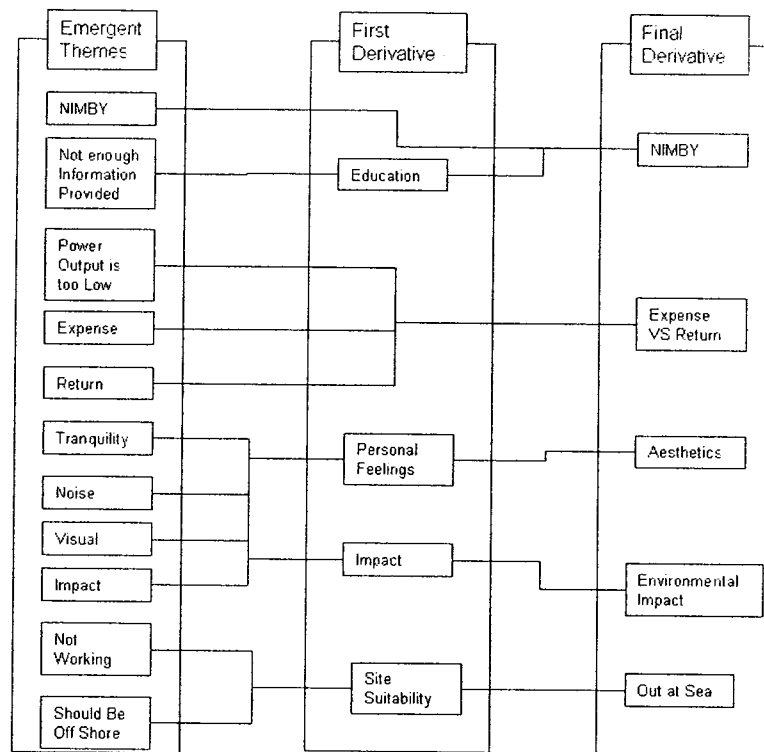 Emergent
Themes
First
Derivative
Final
Derivative
NIMBY
Not enough
Information
Provided
Education
NIMBY
Power
Output is
too Low
Expense
Return
Expense
VS Return
Tranquility
Noise
Visual
Impact
Personal
Feelings
Aesthetics
Impact
Environmental
Impact
Not
Working
Should Be
Off Shore
Site
Suitability
Out at Sea